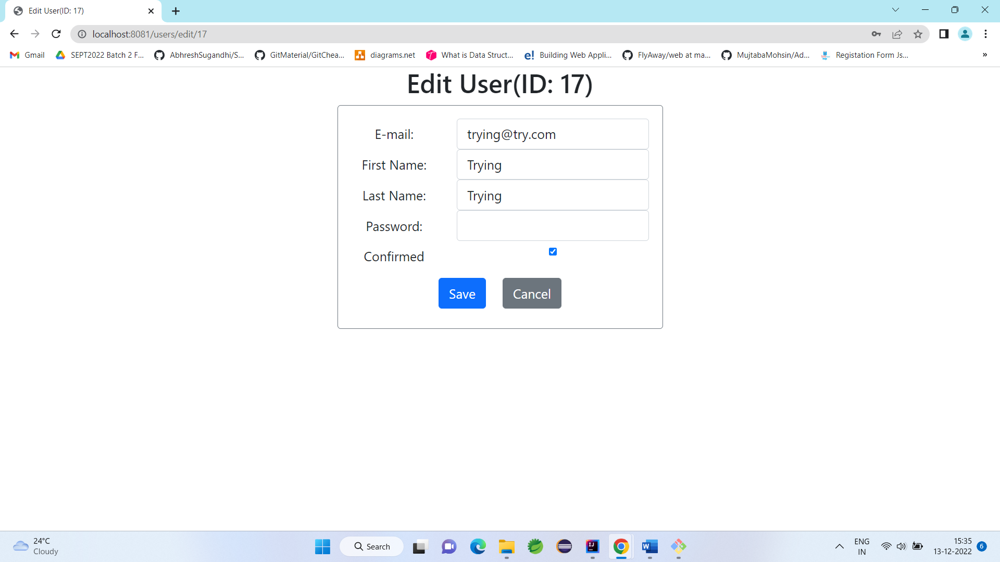 Edit User(ID: 17)
localhost:8081/users/edit/17
Gmail SEPT2022 Batch 2 F... AbhreshSugandhi/S... GitMaterial/GitChea... diagrams.net What is Data Struct... e! Building Web Appli... FlyAway/web at ma... MujtabaMohsin/Ad... Registation Form Js... »
Edit User(ID: 17)
E-mail: trying@try.com
First Name: Trying
Last Name: Trying
Password:
Confirmed
Save Cancel
24°C
Cloudy
Search
IJ
W
ENG
IN
15:35
13-12-2022
6